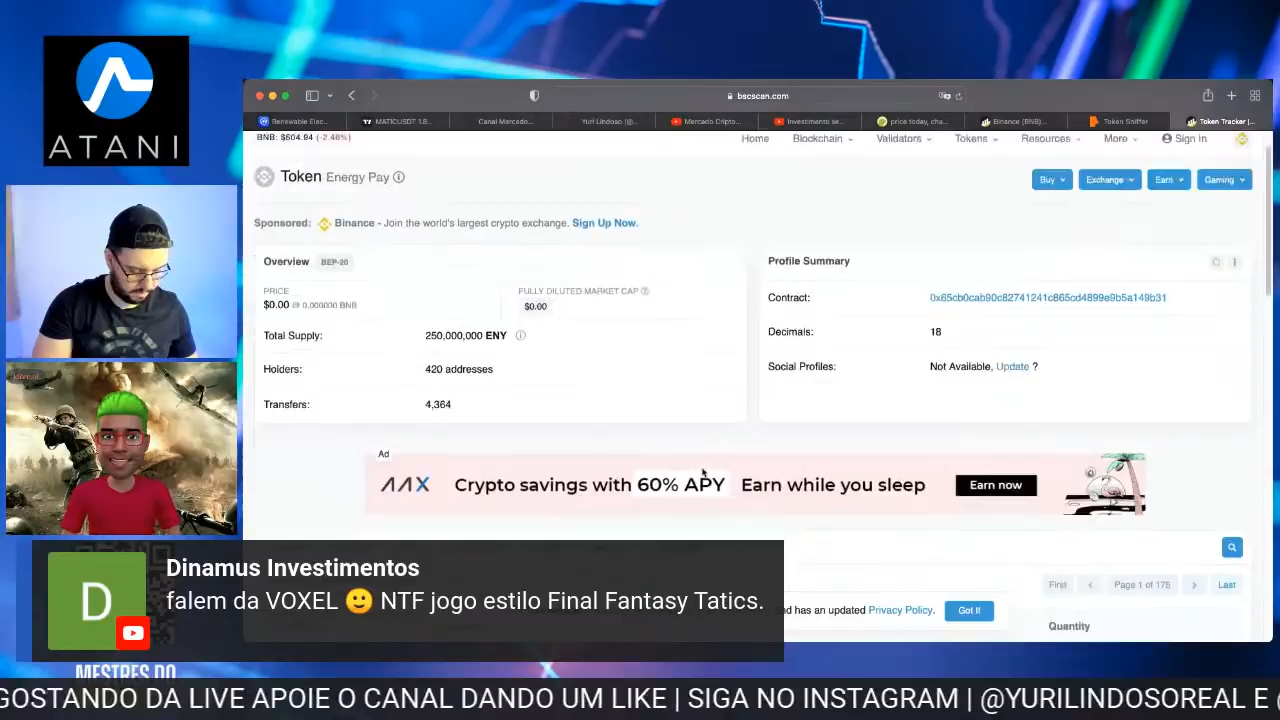 ATANI
bscscan.com
Renewable Elec...
MATICUSDT 1.8...
Canal Mercado...
Yuri Lindoso (@...
Mercado Cripto...
Investimento se...
price today, cha...
Binance (BNB)...
Token Sniffer
Token Tracker |...
BNB: $504.94 (-2.46%)
Home
Blockchain
Validators
Tokens
Resources
More
Sign In
Token Energy Pay
Buy
Exchange
Earn
Gaming
Sponsored: Binance - Join the world's largest crypto exchange. Sign Up Now.
Overview BEP-20
PRICE
$0.00 @ 0.000000 BNB
FULLY DILUTED MARKET CAP
$0.00
Total Supply: 250,000,000 ENY
Holders: 420 addresses
Transfers: 4,364
Profile Summary
Contract: 0x65cb0cab90c82741241c865cd4899e9b5a149b31
Decimals: 18
Social Profiles: Not Available, Update ?
Ad
AAX Crypto savings with 60% APY Earn while you sleep Earn now
First
Page 1 of 175
Last
and has an updated Privacy Policy. Got It
Quantity
D
Dinamus Investimentos
falem da VOXEL 🙂 NTF jogo estilo Final Fantasy Tatics.
MESTRES DO
GOSTANDO DA LIVE APOIE O CANAL DANDO UM LIKE | SIGA NO INSTAGRAM | @YURILINDOSOREAL E